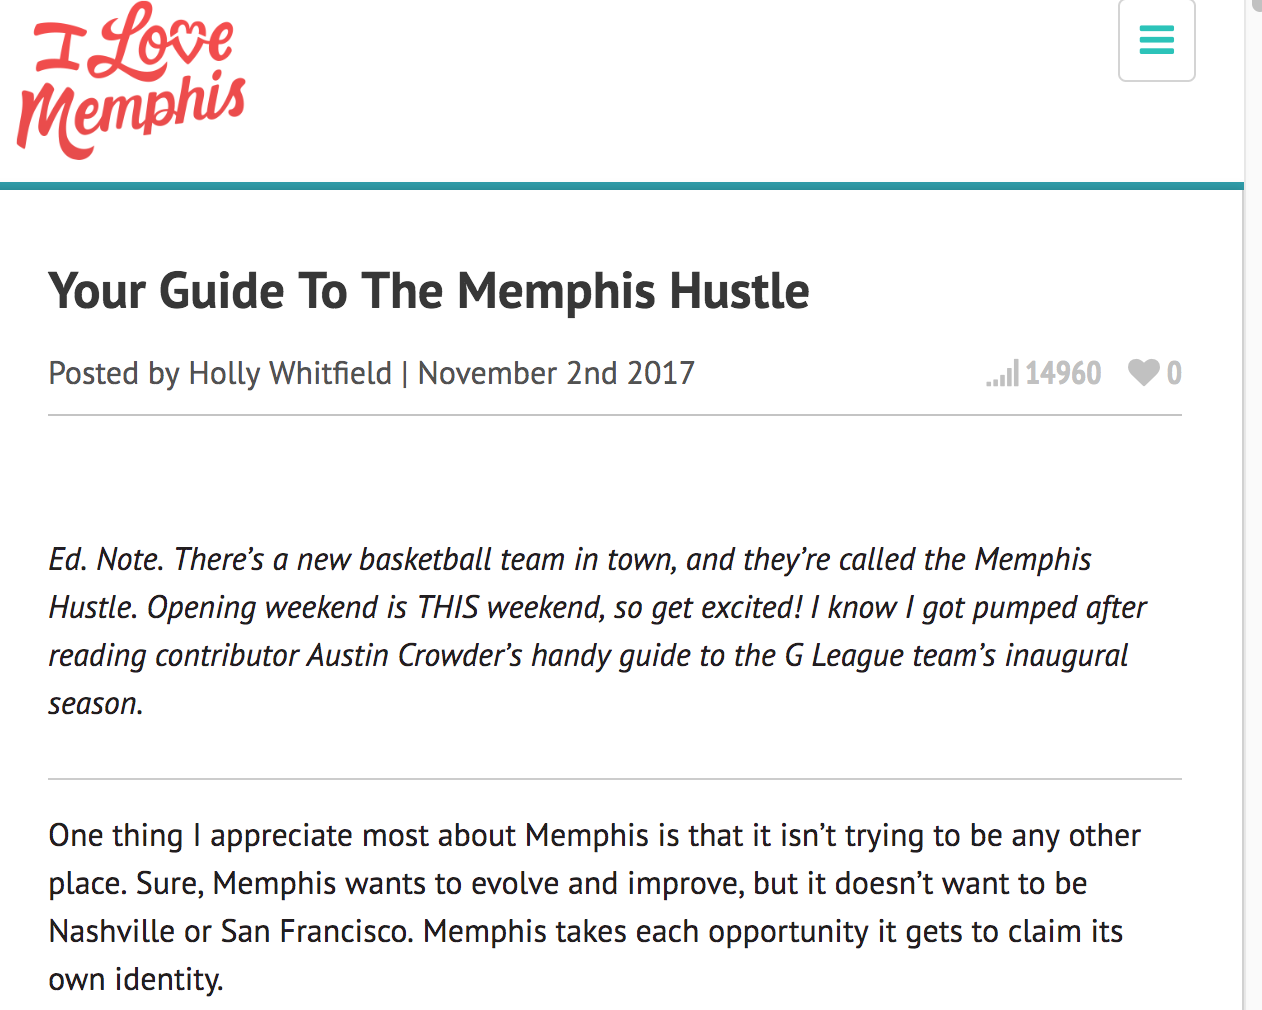 I Love
Memphis
Your Guide To The Memphis Hustle
Posted by Holly Whitfield | November 2nd 2017
14960 0
Ed. Note. There’s a new basketball team in town, and they’re called the Memphis
Hustle. Opening weekend is THIS weekend, so get excited! I know I got pumped after
reading contributor Austin Crowder’s handy guide to the G League team’s inaugural
season.
One thing I appreciate most about Memphis is that it isn’t trying to be any other
place. Sure, Memphis wants to evolve and improve, but it doesn’t want to be
Nashville or San Francisco. Memphis takes each opportunity it gets to claim its
own identity.